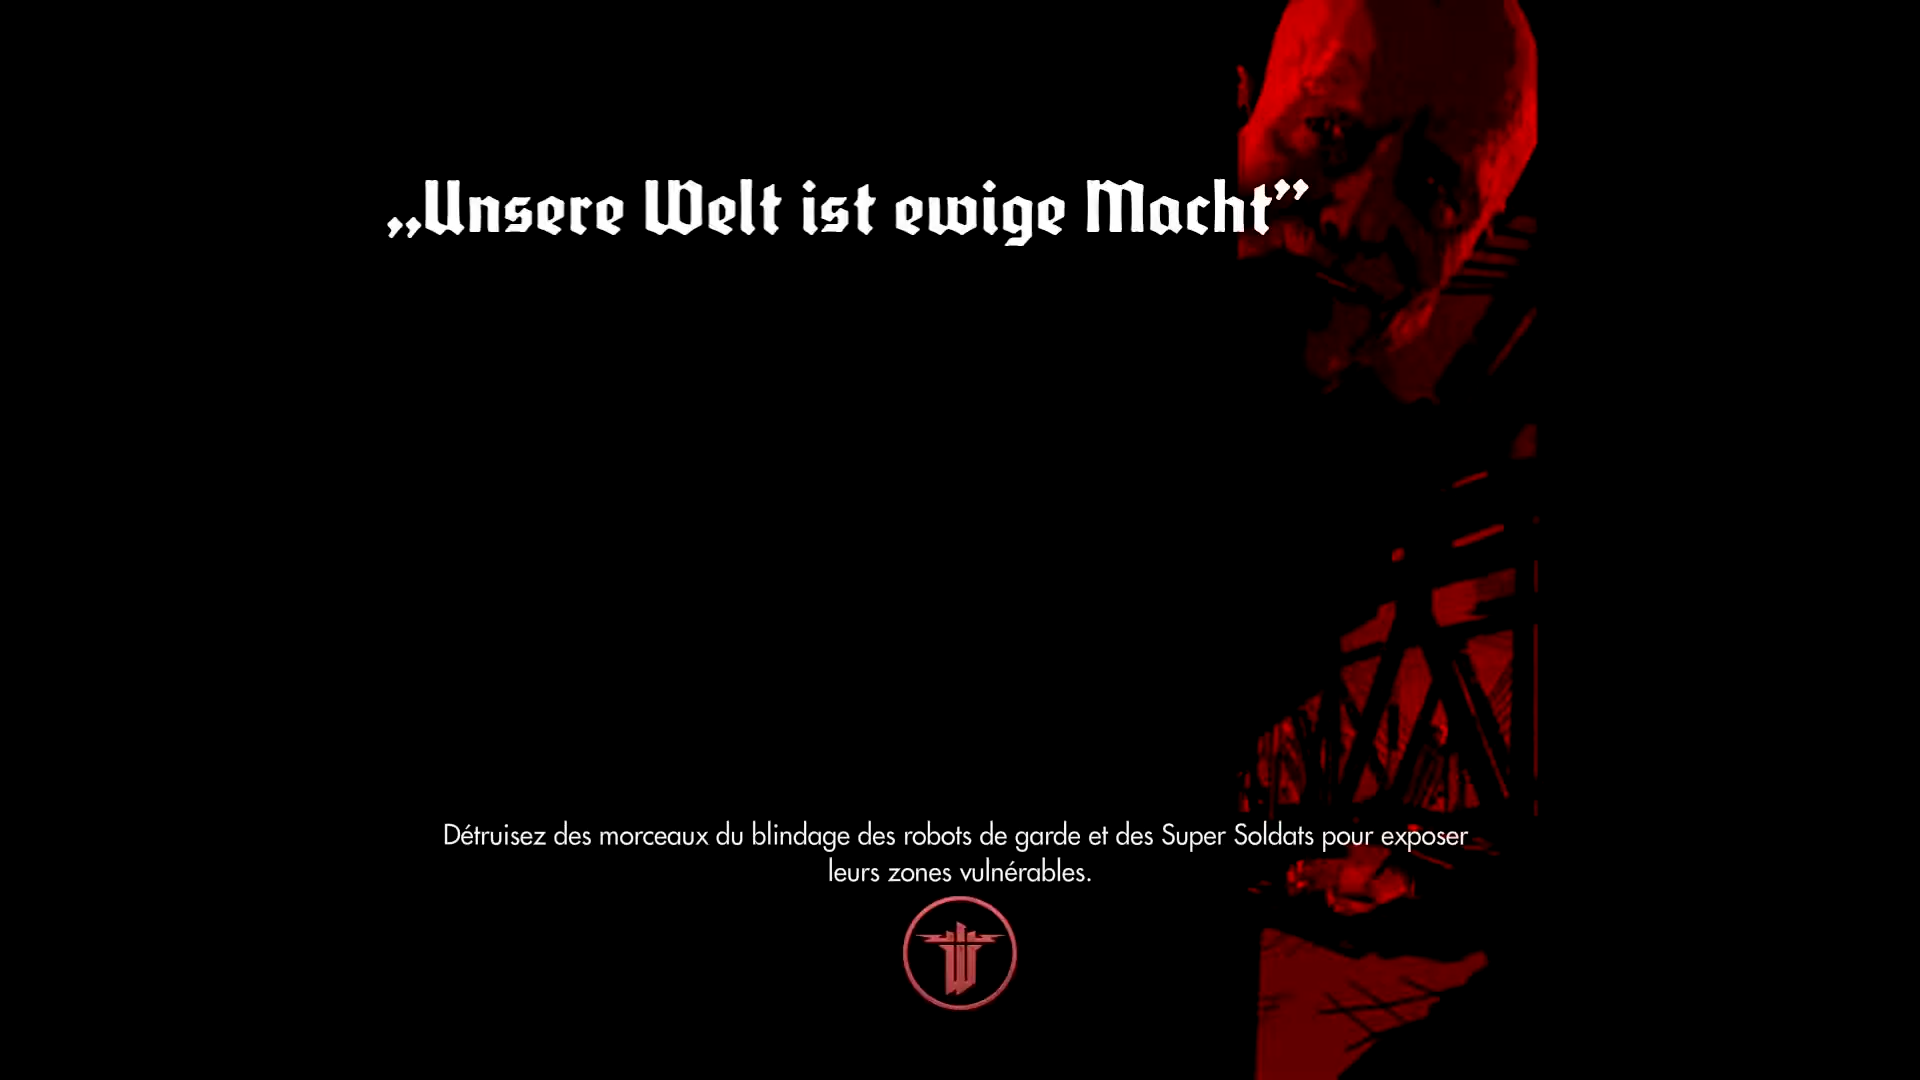 „Unsere Welt ist ewige Macht”
Détruisez des morceaux du blindage des robots de garde et des Super Soldats pour exposer
leurs zones vulnérables.